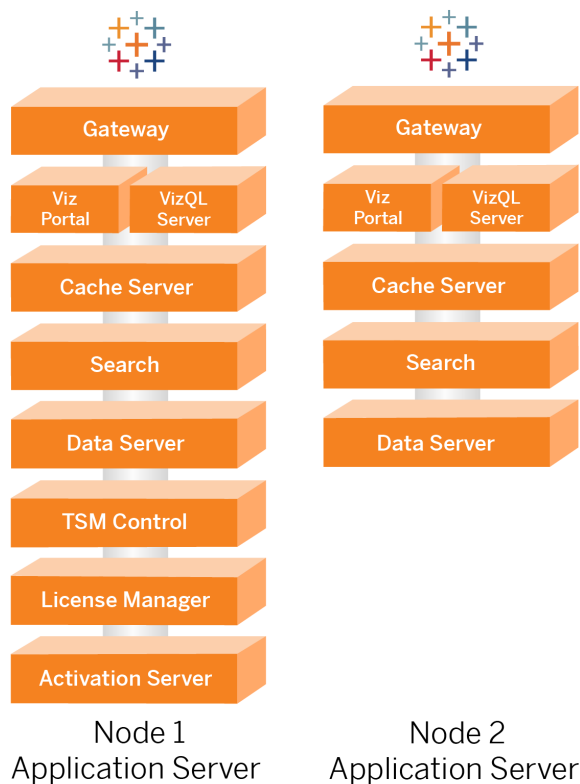 Gateway
Viz
Portal
VizQL
Server
Cache Server
Search
Data Server
TSM Control
License Manager
Activation Server
Node 1
Application Server
Gateway
Viz
Portal
VizQL
Server
Cache Server
Search
Data Server
Node 2
Application Server